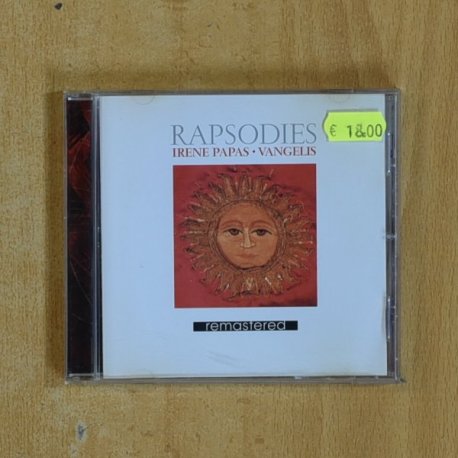 RAPSODIES
€ 18.00
IRENE PAPAS · VANGELIS
remastered